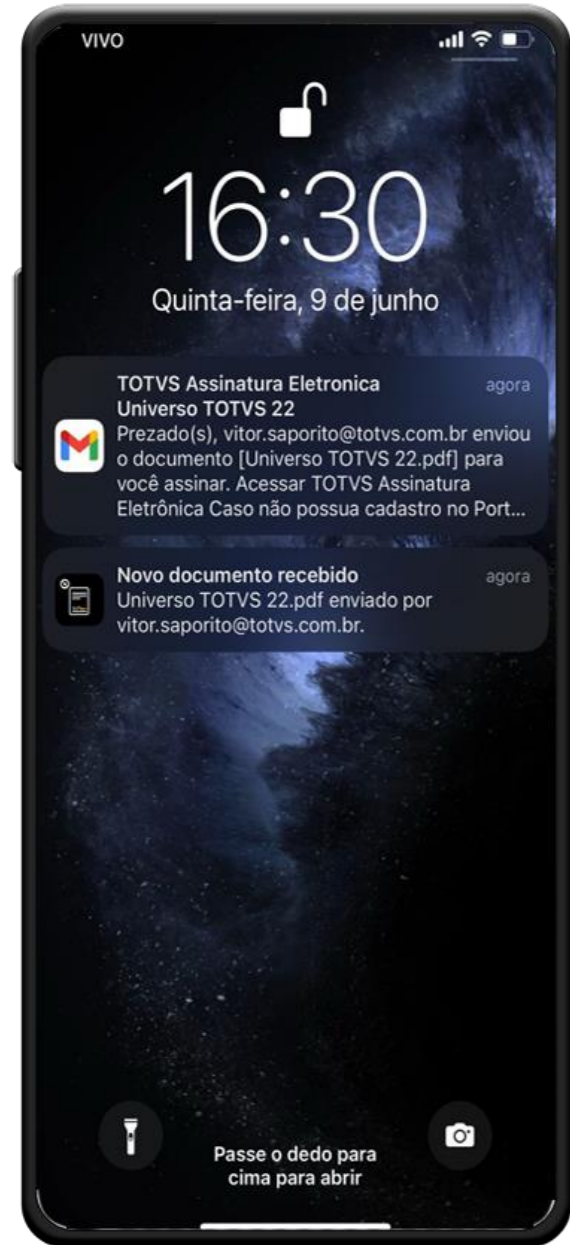 VIVO
16:30
Quinta-feira, 9 de junho
TOTVS Assinatura Eletronica agora
Universo TOTVS 22
Prezado(s), vitor.saporito@totvs.com.br enviou
o documento [Universo TOTVS 22.pdf] para
você assinar. Acessar TOTVS Assinatura
Eletrônica Caso não possua cadastro no Port...
Novo documento recebido agora
Universo TOTVS 22.pdf enviado por
vitor.saporito@totvs.com.br.
Passe o dedo para
cima para abrir